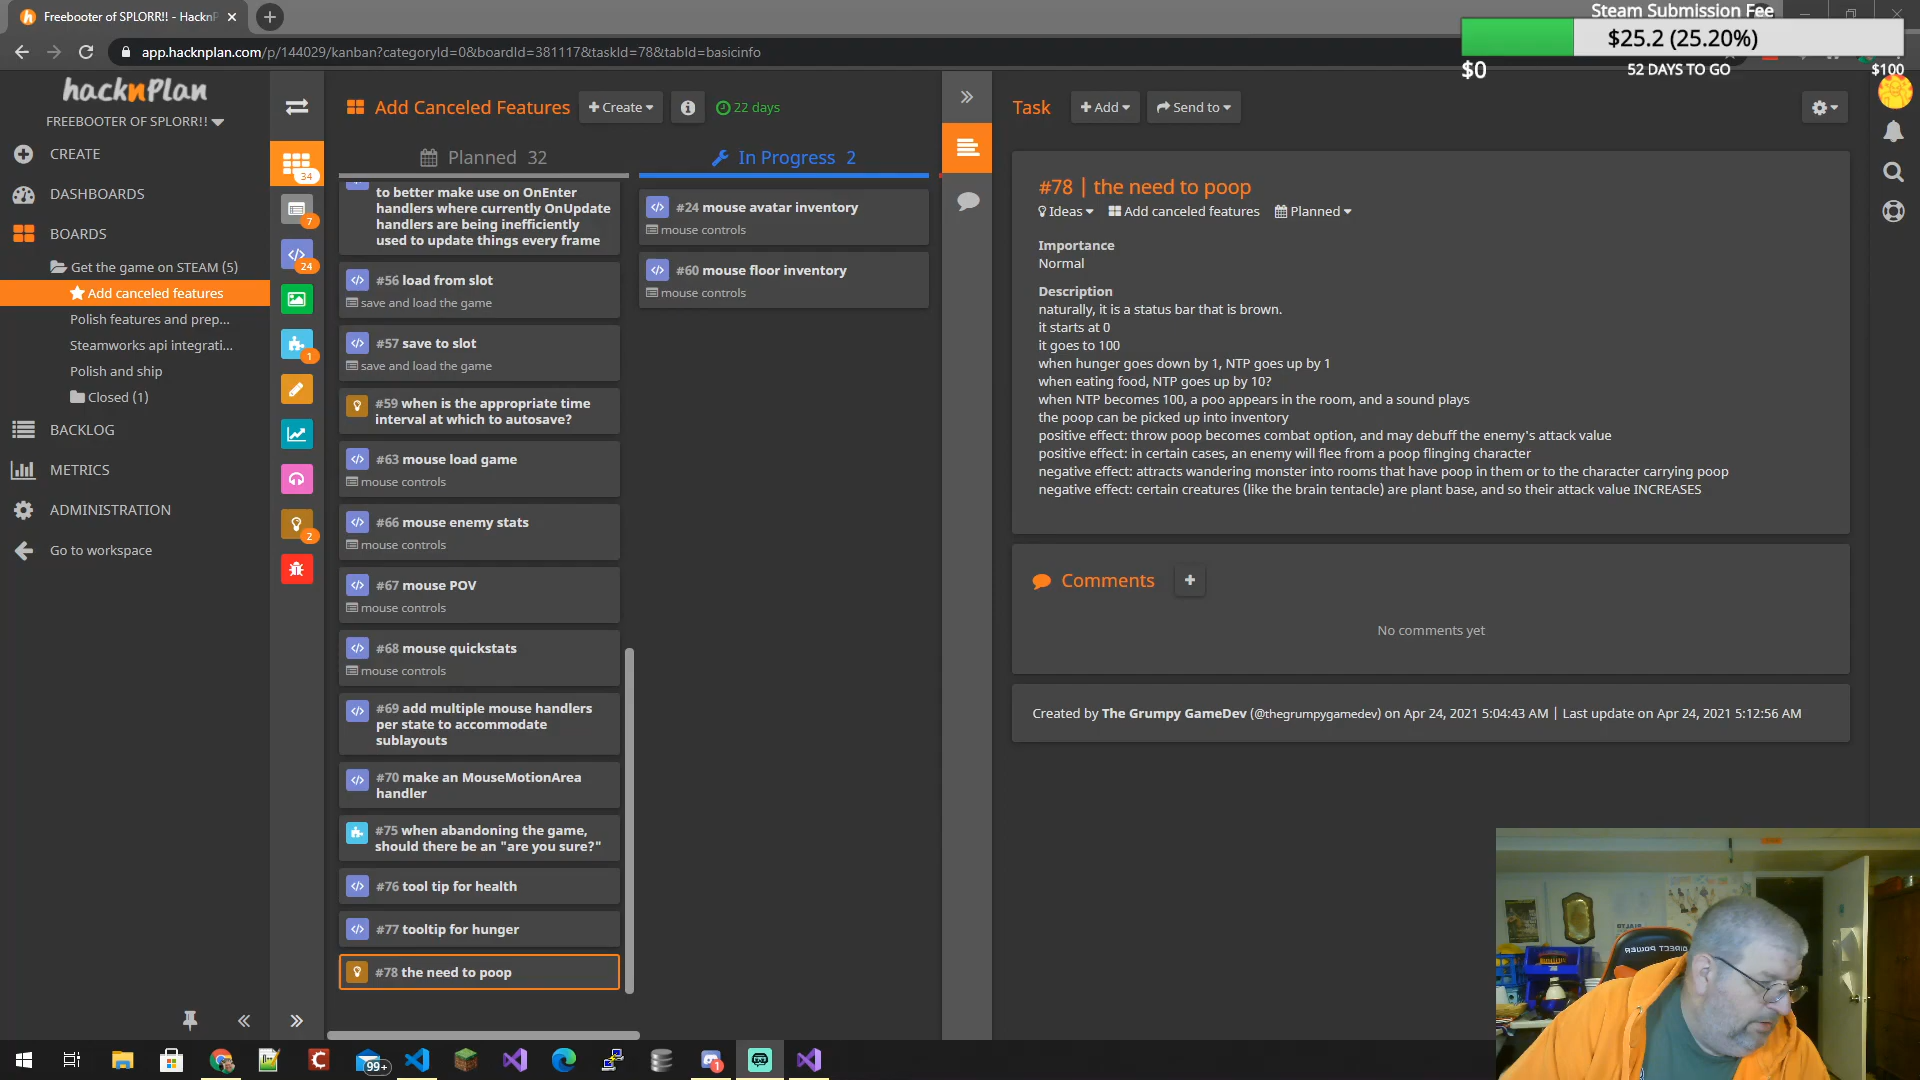 Freebooter of SPLORR!! - HacknP
app.hacknplan.com/p/144029/kanban?categoryId=0&boardId=381117&taskId=78&tabId=basicinfo
Steam Submission Fee
$25.2 (25.20%)
$0
52 DAYS TO GO
$100
hacknPlan
FREEBOOTER OF SPLORR!!
CREATE
DASHBOARDS
BOARDS
Get the game on STEAM (5)
Add canceled features
Polish features and prep...
Steamworks api integrati...
Polish and ship
Closed (1)
BACKLOG
METRICS
ADMINISTRATION
Go to workspace
34
7
24
1
2
Add Canceled Features
Create
22 days
Planned 32
to better make use on OnEnter
handlers where currently OnUpdate
handlers are being inefficiently
used to update things every frame
#56 load from slot
save and load the game
#57 save to slot
save and load the game
#59 when is the appropriate time
interval at which to autosave?
#63 mouse load game
mouse controls
#66 mouse enemy stats
mouse controls
#67 mouse POV
mouse controls
#68 mouse quickstats
mouse controls
#69 add multiple mouse handlers
per state to accommodate
sublayouts
#70 make an MouseMotionArea
handler
#75 when abandoning the game,
should there be an "are you sure?"
#76 tool tip for health
#77 tooltip for hunger
#78 the need to poop
In Progress 2
#24 mouse avatar inventory
mouse controls
#60 mouse floor inventory
mouse controls
Task
Add
Send to
#78 | the need to poop
Ideas
Add canceled features
Planned
Importance
Normal
Description
naturally, it is a status bar that is brown.
it starts at 0
it goes to 100
when hunger goes down by 1, NTP goes up by 1
when eating food, NTP goes up by 10?
when NTP becomes 100, a poo appears in the room, and a sound plays
the poop can be picked up into inventory
positive effect: throw poop becomes combat option, and may debuff the enemy's attack value
positive effect: in certain cases, an enemy will flee from a poop flinging character
negative effect: attracts wandering monster into rooms that have poop in them or to the character carrying poop
negative effect: certain creatures (like the brain tentacle) are plant base, and so their attack value INCREASES
Comments
No comments yet
Created by The Grumpy GameDev (@thegrumpygamedev) on Apr 24, 2021 5:04:43 AM | Last update on Apr 24, 2021 5:12:56 AM
99+
1